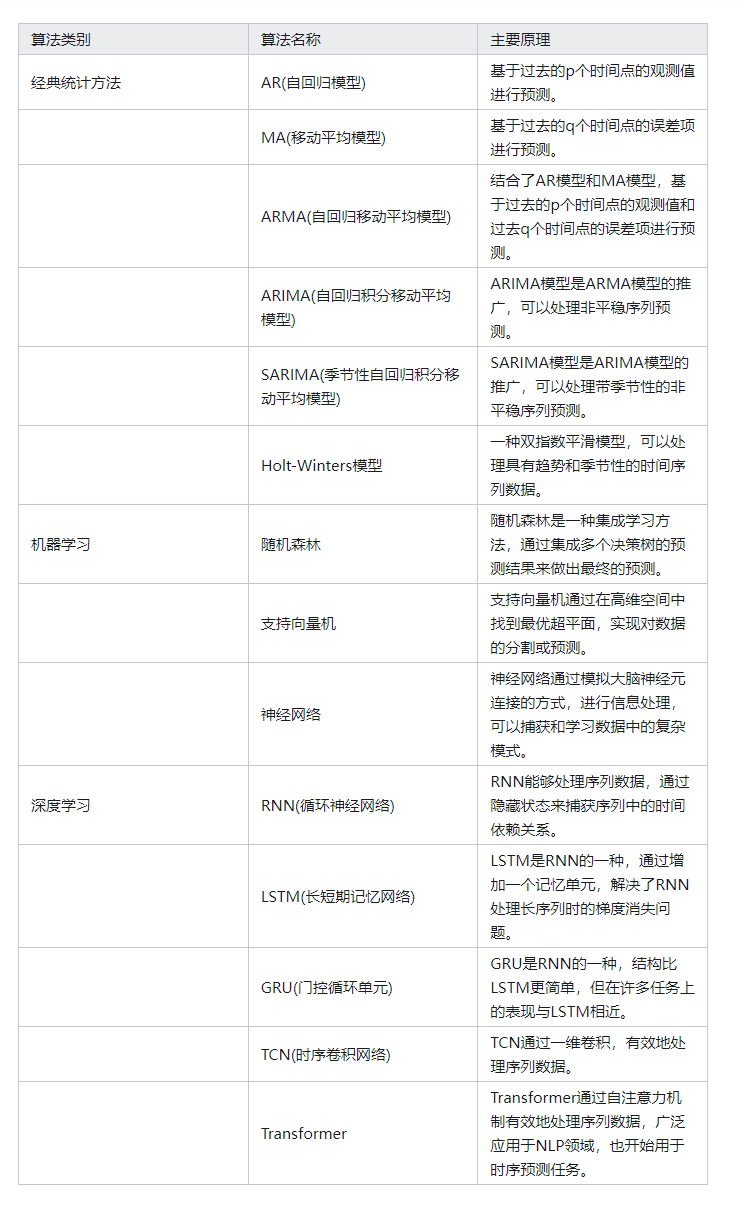 算法类别 算法名称 主要原理
经典统计方法 AR(自回归模型) 基于过去的p个时间点的观测值
进行预测。
MA(移动平均模型) 基于过去的q个时间点的误差项
进行预测。
ARMA(自回归移动平均模型) 结合了AR模型和MA模型，基
于过去的p个时间点的观测值和
过去q个时间点的误差项进行预
测。
ARIMA(自回归积分移动平均
模型)
ARIMA模型是ARMA模型的推
广，可以处理非平稳序列预
测。
SARIMA(季节性自回归积分移
动平均模型)
SARIMA模型是ARIMA模型的
推广，可以处理带季节性的非
平稳序列预测。
Holt-Winters模型
一种双指数平滑模型，可以处
理具有趋势和季节性的时间序
列数据。
机器学习 随机森林
随机森林是一种集成学习方
法，通过集成多个决策树的预
测结果来做出最终的预测。
支持向量机
支持向量机通过在高维空间中
找到最优超平面，实现对数据
的分割或预测。
神经网络
神经网络通过模拟大脑神经元
连接的方式，进行信息处理，
可以捕获和学习数据中的复杂
模式。
深度学习 RNN(循环神经网络)
RNN能够处理序列数据，通过
隐藏状态来捕获序列中的时间
依赖关系。
LSTM(长短期记忆网络)
LSTM是RNN的一种，通过增
加一个记忆单元，解决了RNN
处理长序列时的梯度消失问
题。
GRU(门控循环单元)
GRU是RNN的一种，结构比
LSTM更简单，但在许多任务上
的表现与LSTM相近。
TCN(时序卷积网络)
TCN通过一维卷积，有效地处
理序列数据。
Transformer
Transformer通过自注意力机
制有效地处理序列数据，广泛
应用于NLP领域，也开始用于
时序预测任务。